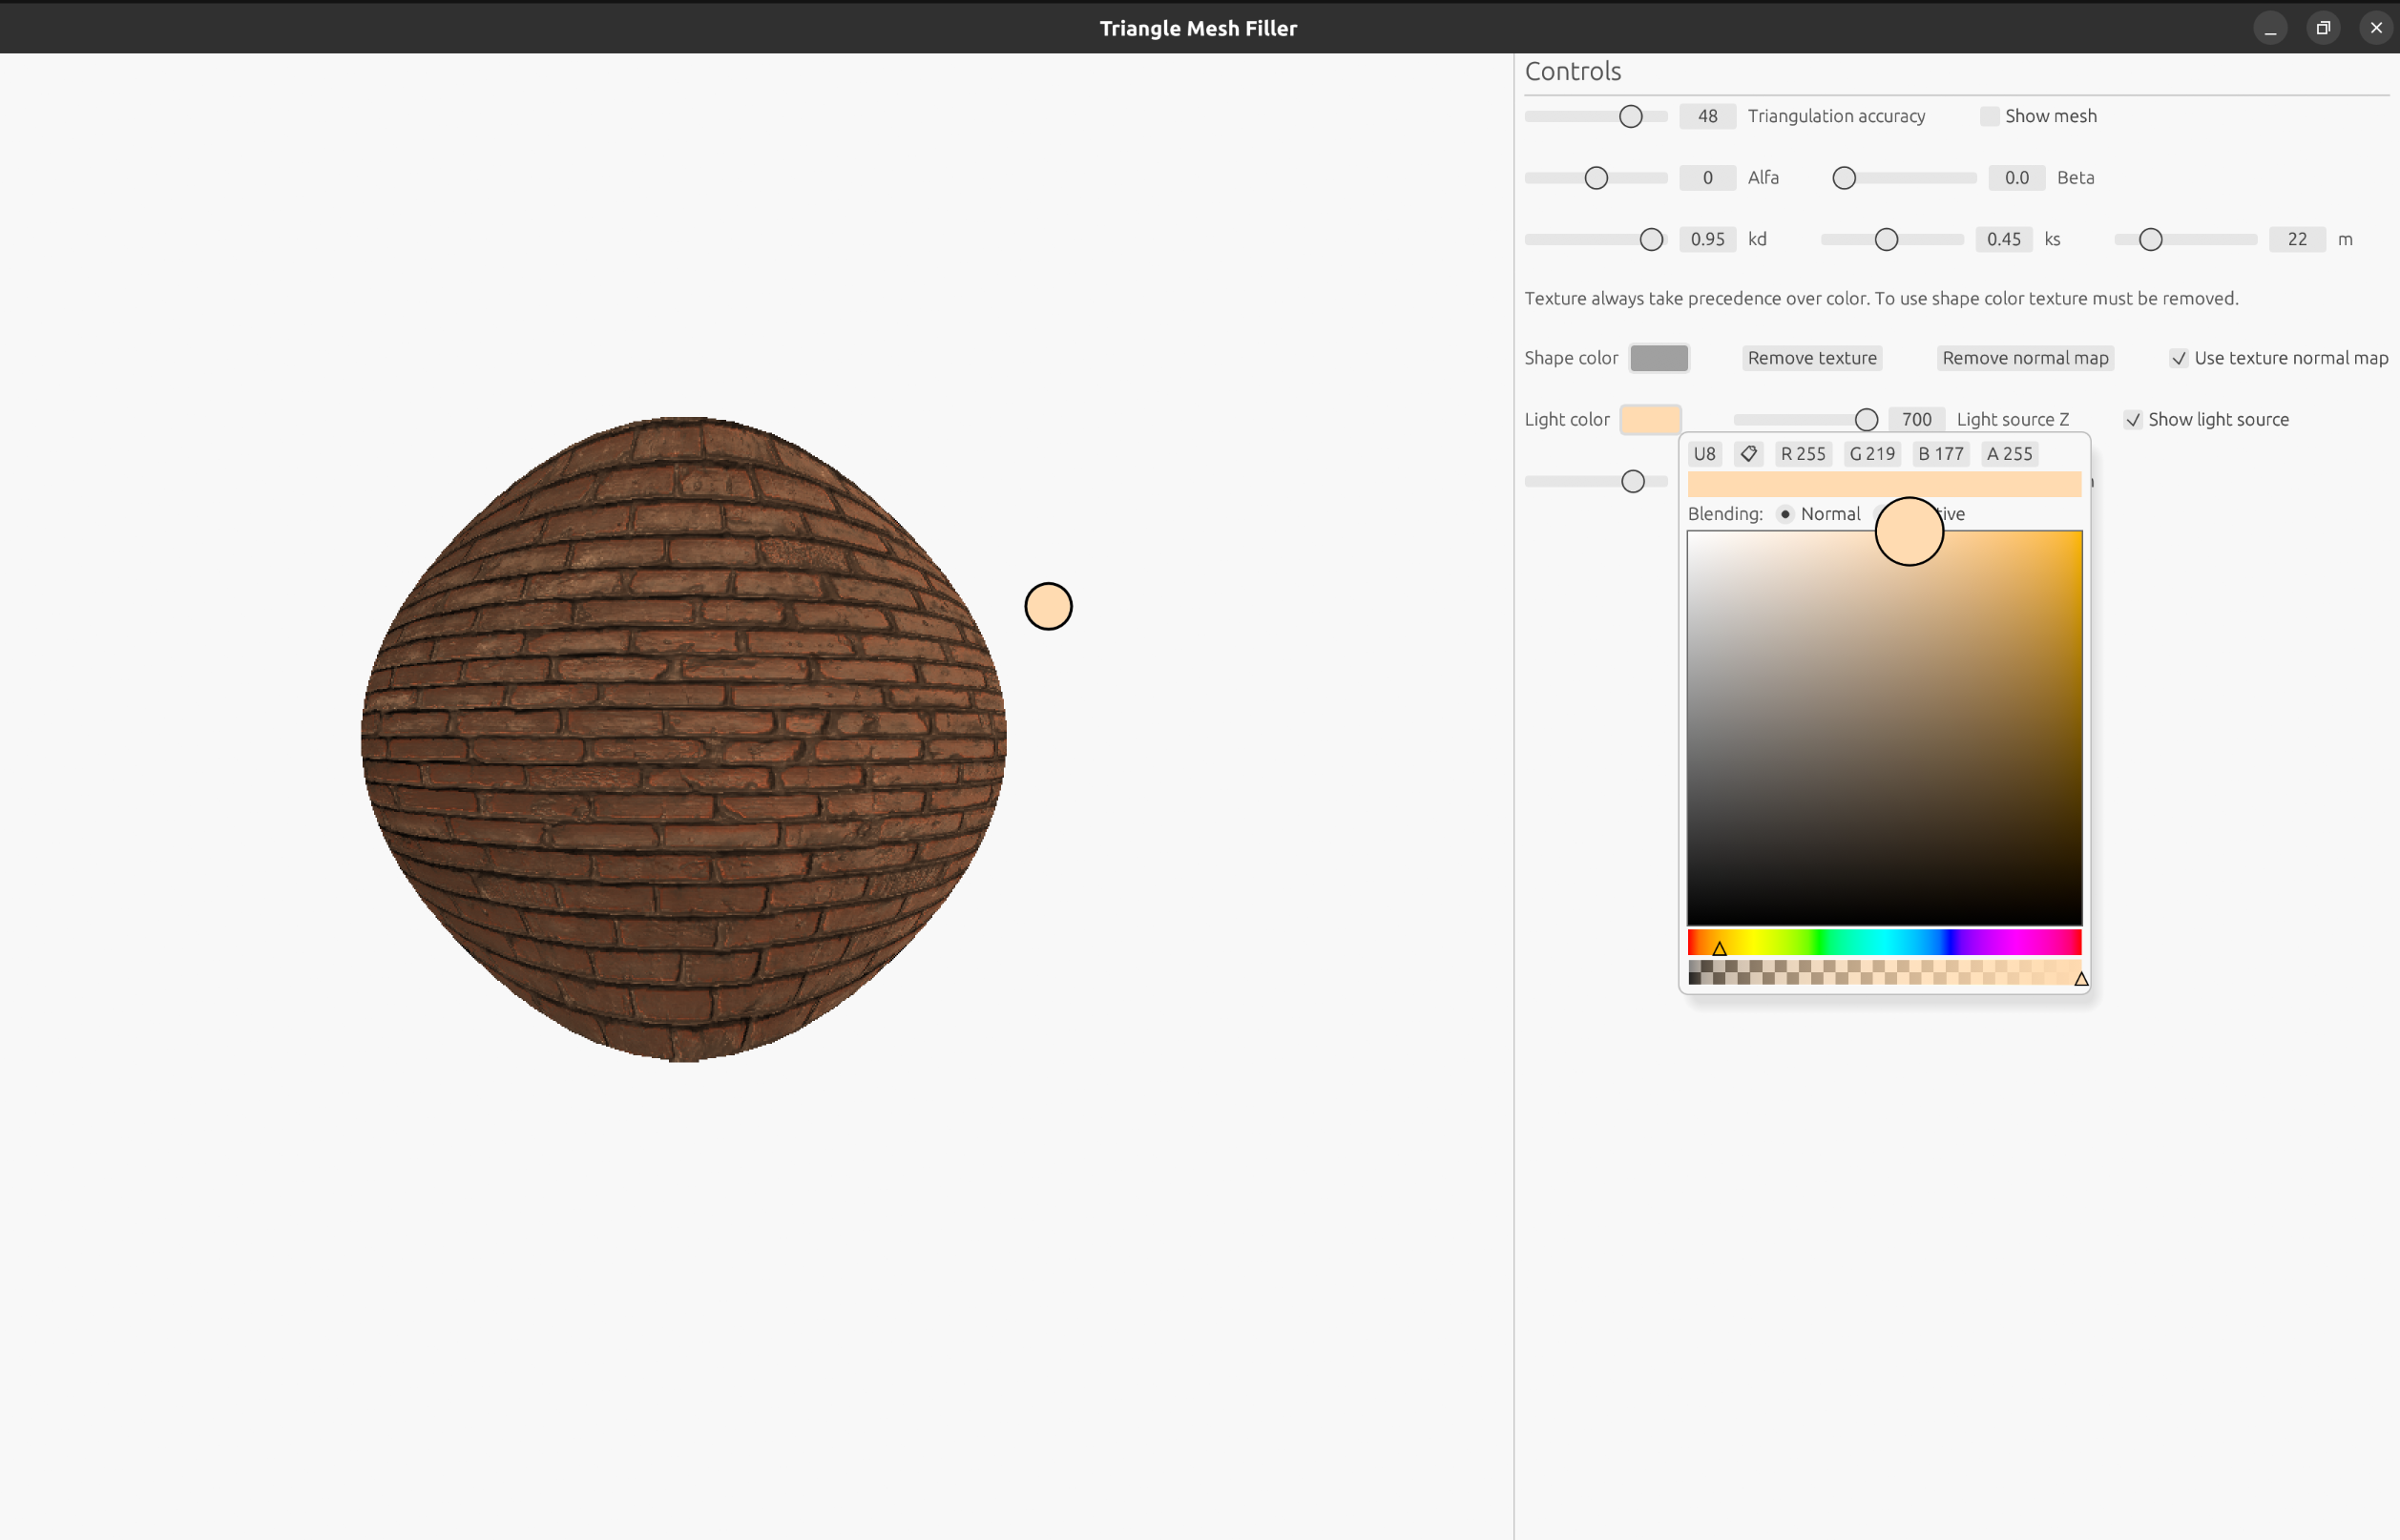 Triangle Mesh Filler
Controls
48 Triangulation accuracy Show mesh
0 Alfa 0.0 Beta
0.95 kd 0.45 ks 22 m
Texture always take precedence over color. To use shape color texture must be removed.
Shape color Remove texture Remove normal map Use texture normal map
Light color 700 Light source Z Show light source
U8 R 255 G 219 B 177 A 255
Blending: Normal